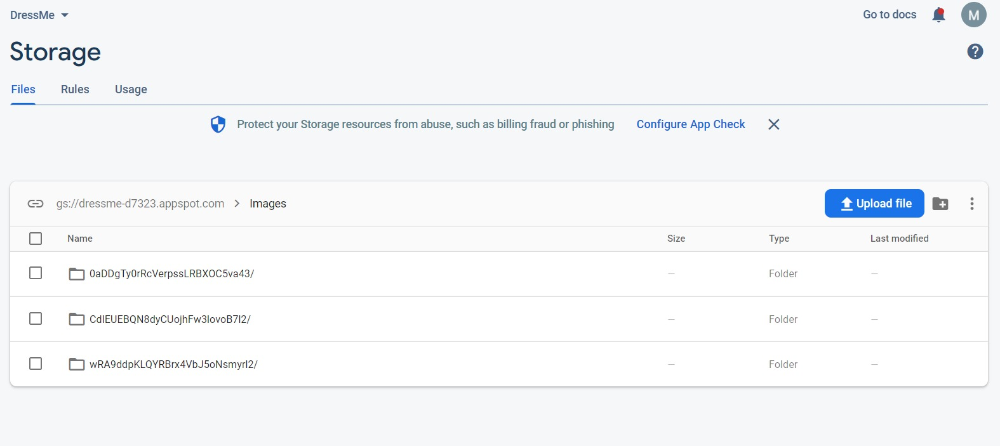 DressMe
Go to docs
M
Storage
?
Files Rules Usage
Protect your Storage resources from abuse, such as billing fraud or phishing Configure App Check
gs://dressme-d7323.appspot.com > Images
Upload file
Name Size Type Last modified
0aDDgTy0rRcVerpssLRBXOC5va43/ — Folder —
CdIEUEBQN8dyCUojhFw3IovoB7I2/ — Folder —
wRA9ddpKLQYRBrx4VbJ5oNsmyrI2/ — Folder —